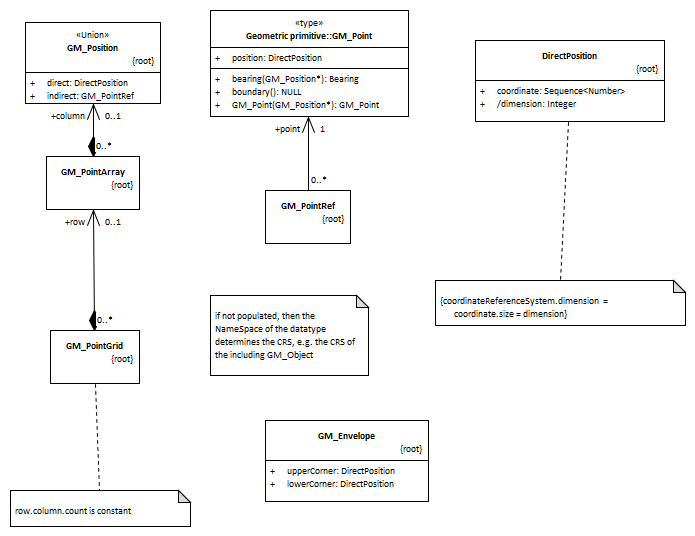 «Union»
GM_Position
{root}
+ direct: DirectPosition
+ indirect: GM_PointRef
+column 0..1
0..*
GM_PointArray
{root}
+row 0..1
0..*
GM_PointGrid
{root}
row.column.count is constant
«type»
Geometric primitive::GM_Point
+ position: DirectPosition
+ bearing(GM_Position*): Bearing
+ boundary(): NULL
+ GM_Point(GM_Position*): GM_Point
+point 1
0..*
GM_PointRef
{root}
if not populated, then the
NameSpace of the datatype
determines the CRS, e.g. the CRS of
the including GM_Object
GM_Envelope
{root}
+ upperCorner: DirectPosition
+ lowerCorner: DirectPosition
DirectPosition
{root}
+ coordinate: Sequence<Number>
+ /dimension: Integer
{coordinateReferenceSystem.dimension =
coordinate.size = dimension}